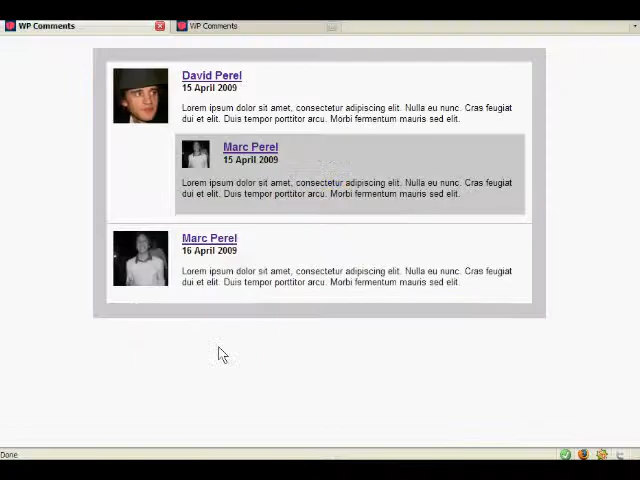 WP Comments
WP Comments
David Perel
15 April 2009
Lorem ipsum dolor sit amet, consectetur adipiscing elit. Nulla eu nunc. Cras feugiat
dui et elit. Duis tempor porttitor arcu. Morbi fermentum mauris sed elit.
Marc Perel
15 April 2009
Lorem ipsum dolor sit amet, consectetur adipiscing elit. Nulla eu nunc. Cras feugiat
dui et elit. Duis tempor porttitor arcu. Morbi fermentum mauris sed elit.
Marc Perel
16 April 2009
Lorem ipsum dolor sit amet, consectetur adipiscing elit. Nulla eu nunc. Cras feugiat
dui et elit. Duis tempor porttitor arcu. Morbi fermentum mauris sed elit.
Done